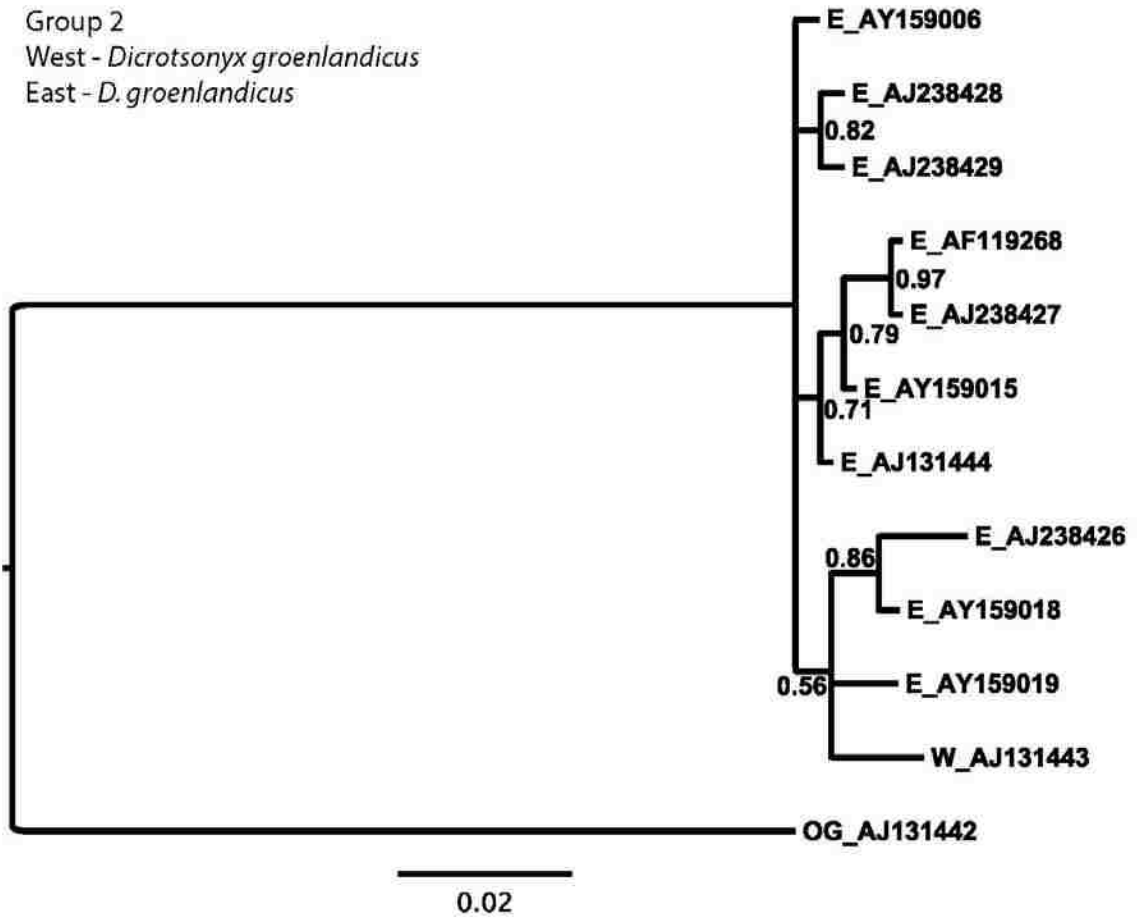 Group 2
West - Dicrotsonyx groenlandicus
East - D. groenlandicus
E_AY159006
E_AJ238428
0.82
E_AJ238429
E_AF119268
0.97
E_AJ238427
0.79
E_AY159015
0.71
E_AJ131444
E_AJ238426
0.86
E_AY159018
E_AY159019
0.56
W_AJ131443
OG_AJ131442
0.02